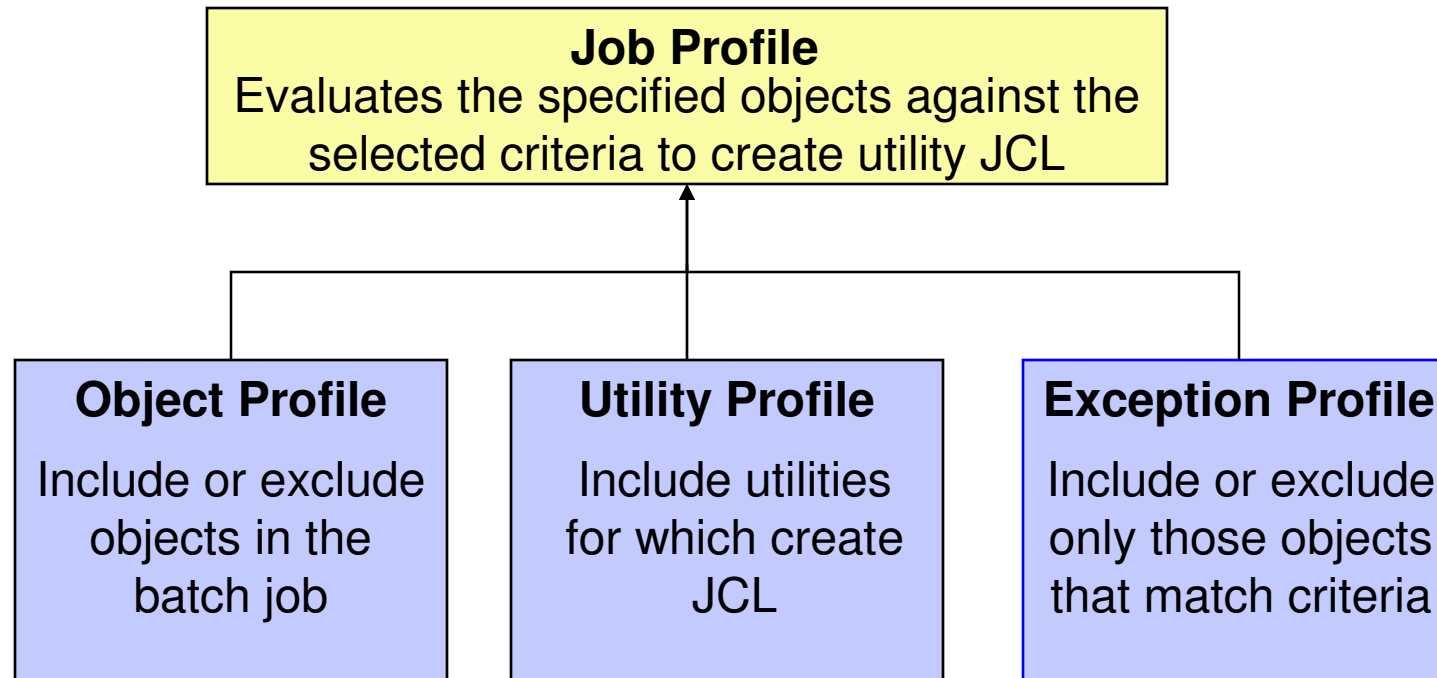 Job Profile
Evaluates the specified objects against the
selected criteria to create utility JCL
Object Profile
Include or exclude
objects in the
batch job
Utility Profile
Include utilities
for which create
JCL
Exception Profile
Include or exclude
only those objects
that match criteria